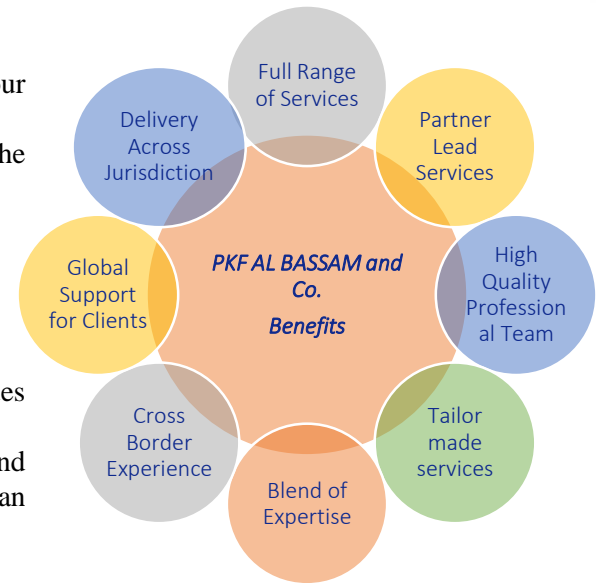 our
he
es
nd
an
Full Range
of Services
Partner
Lead
Services
High
Quality
Profession
al Team
Tailor
made
services
Blend of
Expertise
Cross
Border
Experience
Global
Support
for Clients
Delivery
Across
Jurisdiction
PKF AL BASSAM and
Co.
Benefits